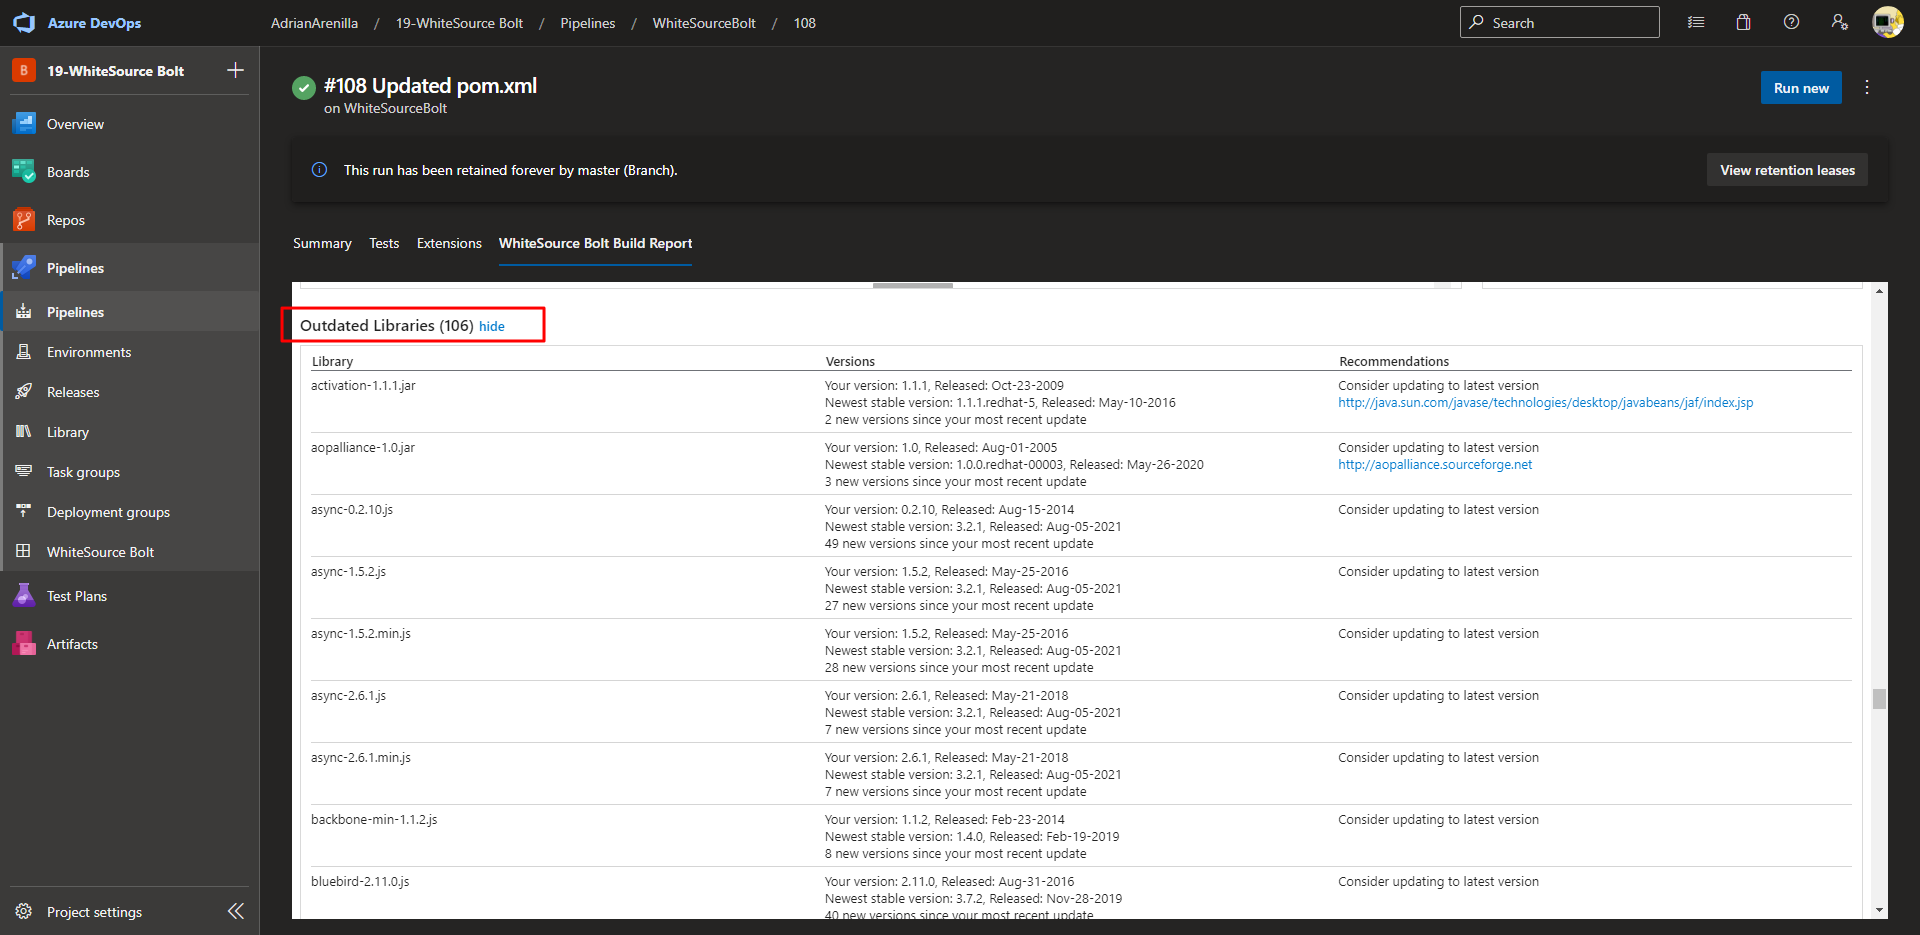 Azure DevOps
AdrianArenilla / 19-WhiteSource Bolt / Pipelines / WhiteSourceBolt / 108
Search
B 19-WhiteSource Bolt
Overview
Boards
Repos
Pipelines
Pipelines
Environments
Releases
Library
Task groups
Deployment groups
WhiteSource Bolt
Test Plans
Artifacts
Project settings
#108 Updated pom.xml
on WhiteSourceBolt
Run new
This run has been retained forever by master (Branch).
View retention leases
Summary Tests Extensions WhiteSource Bolt Build Report
Outdated Libraries (106) hide
Library Versions Recommendations
activation-1.1.1.jar Your version: 1.1.1, Released: Oct-23-2009 Consider updating to latest version
Newest stable version: 1.1.1.redhat-5, Released: May-10-2016 http://java.sun.com/javase/technologies/desktop/javabeans/jaf/index.jsp
2 new versions since your most recent update
aopalliance-1.0.jar Your version: 1.0, Released: Aug-01-2005 Consider updating to latest version
Newest stable version: 1.0.0.redhat-00003, Released: May-26-2020 http://aopalliance.sourceforge.net
3 new versions since your most recent update
async-0.2.10.js Your version: 0.2.10, Released: Aug-15-2014 Consider updating to latest version
Newest stable version: 3.2.1, Released: Aug-05-2021
49 new versions since your most recent update
async-1.5.2.js Your version: 1.5.2, Released: May-25-2016 Consider updating to latest version
Newest stable version: 3.2.1, Released: Aug-05-2021
27 new versions since your most recent update
async-1.5.2.min.js Your version: 1.5.2, Released: May-25-2016 Consider updating to latest version
Newest stable version: 3.2.1, Released: Aug-05-2021
28 new versions since your most recent update
async-2.6.1.js Your version: 2.6.1, Released: May-21-2018 Consider updating to latest version
Newest stable version: 3.2.1, Released: Aug-05-2021
7 new versions since your most recent update
async-2.6.1.min.js Your version: 2.6.1, Released: May-21-2018 Consider updating to latest version
Newest stable version: 3.2.1, Released: Aug-05-2021
7 new versions since your most recent update
backbone-min-1.1.2.js Your version: 1.1.2, Released: Feb-23-2014 Consider updating to latest version
Newest stable version: 1.4.0, Released: Feb-19-2019
8 new versions since your most recent update
bluebird-2.11.0.js Your version: 2.11.0, Released: Aug-31-2016 Consider updating to latest version
Newest stable version: 3.7.2, Released: Nov-28-2019
40 new versions since your most recent update